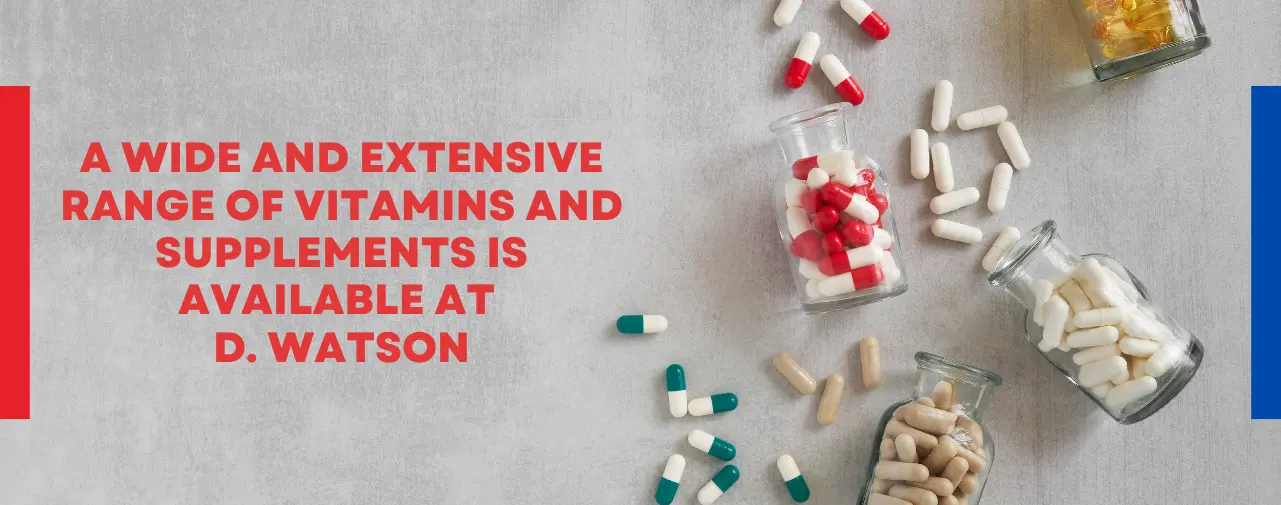 A WIDE AND EXTENSIVE
RANGE OF VITAMINS AND
SUPPLEMENTS IS
AVAILABLE AT
D. WATSON